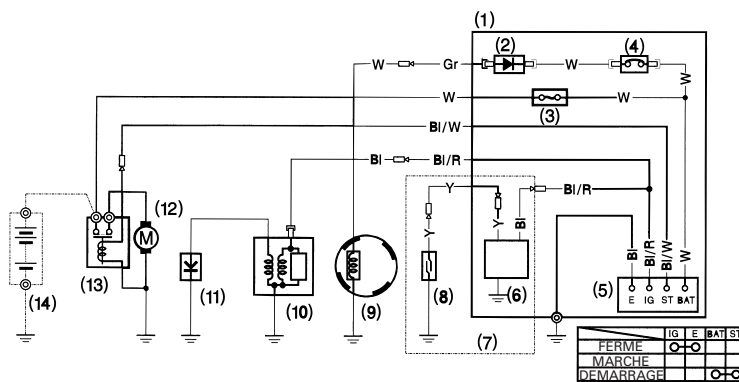 (1)
(2)
(4)
W
Gr
W
W
W
W
(3)
Bl/W
Bl
Bl/R
Y
Bl/R
Bl
Y
Y
(12)
M
(13)
(14)
(11)
(10)
(9)
(8)
(6)
(7)
Bl
Bl/R
Bl/W
W
(5)
E IG ST BAT
IG E BAT ST
FERME
MARCHE
DEMARRAGE